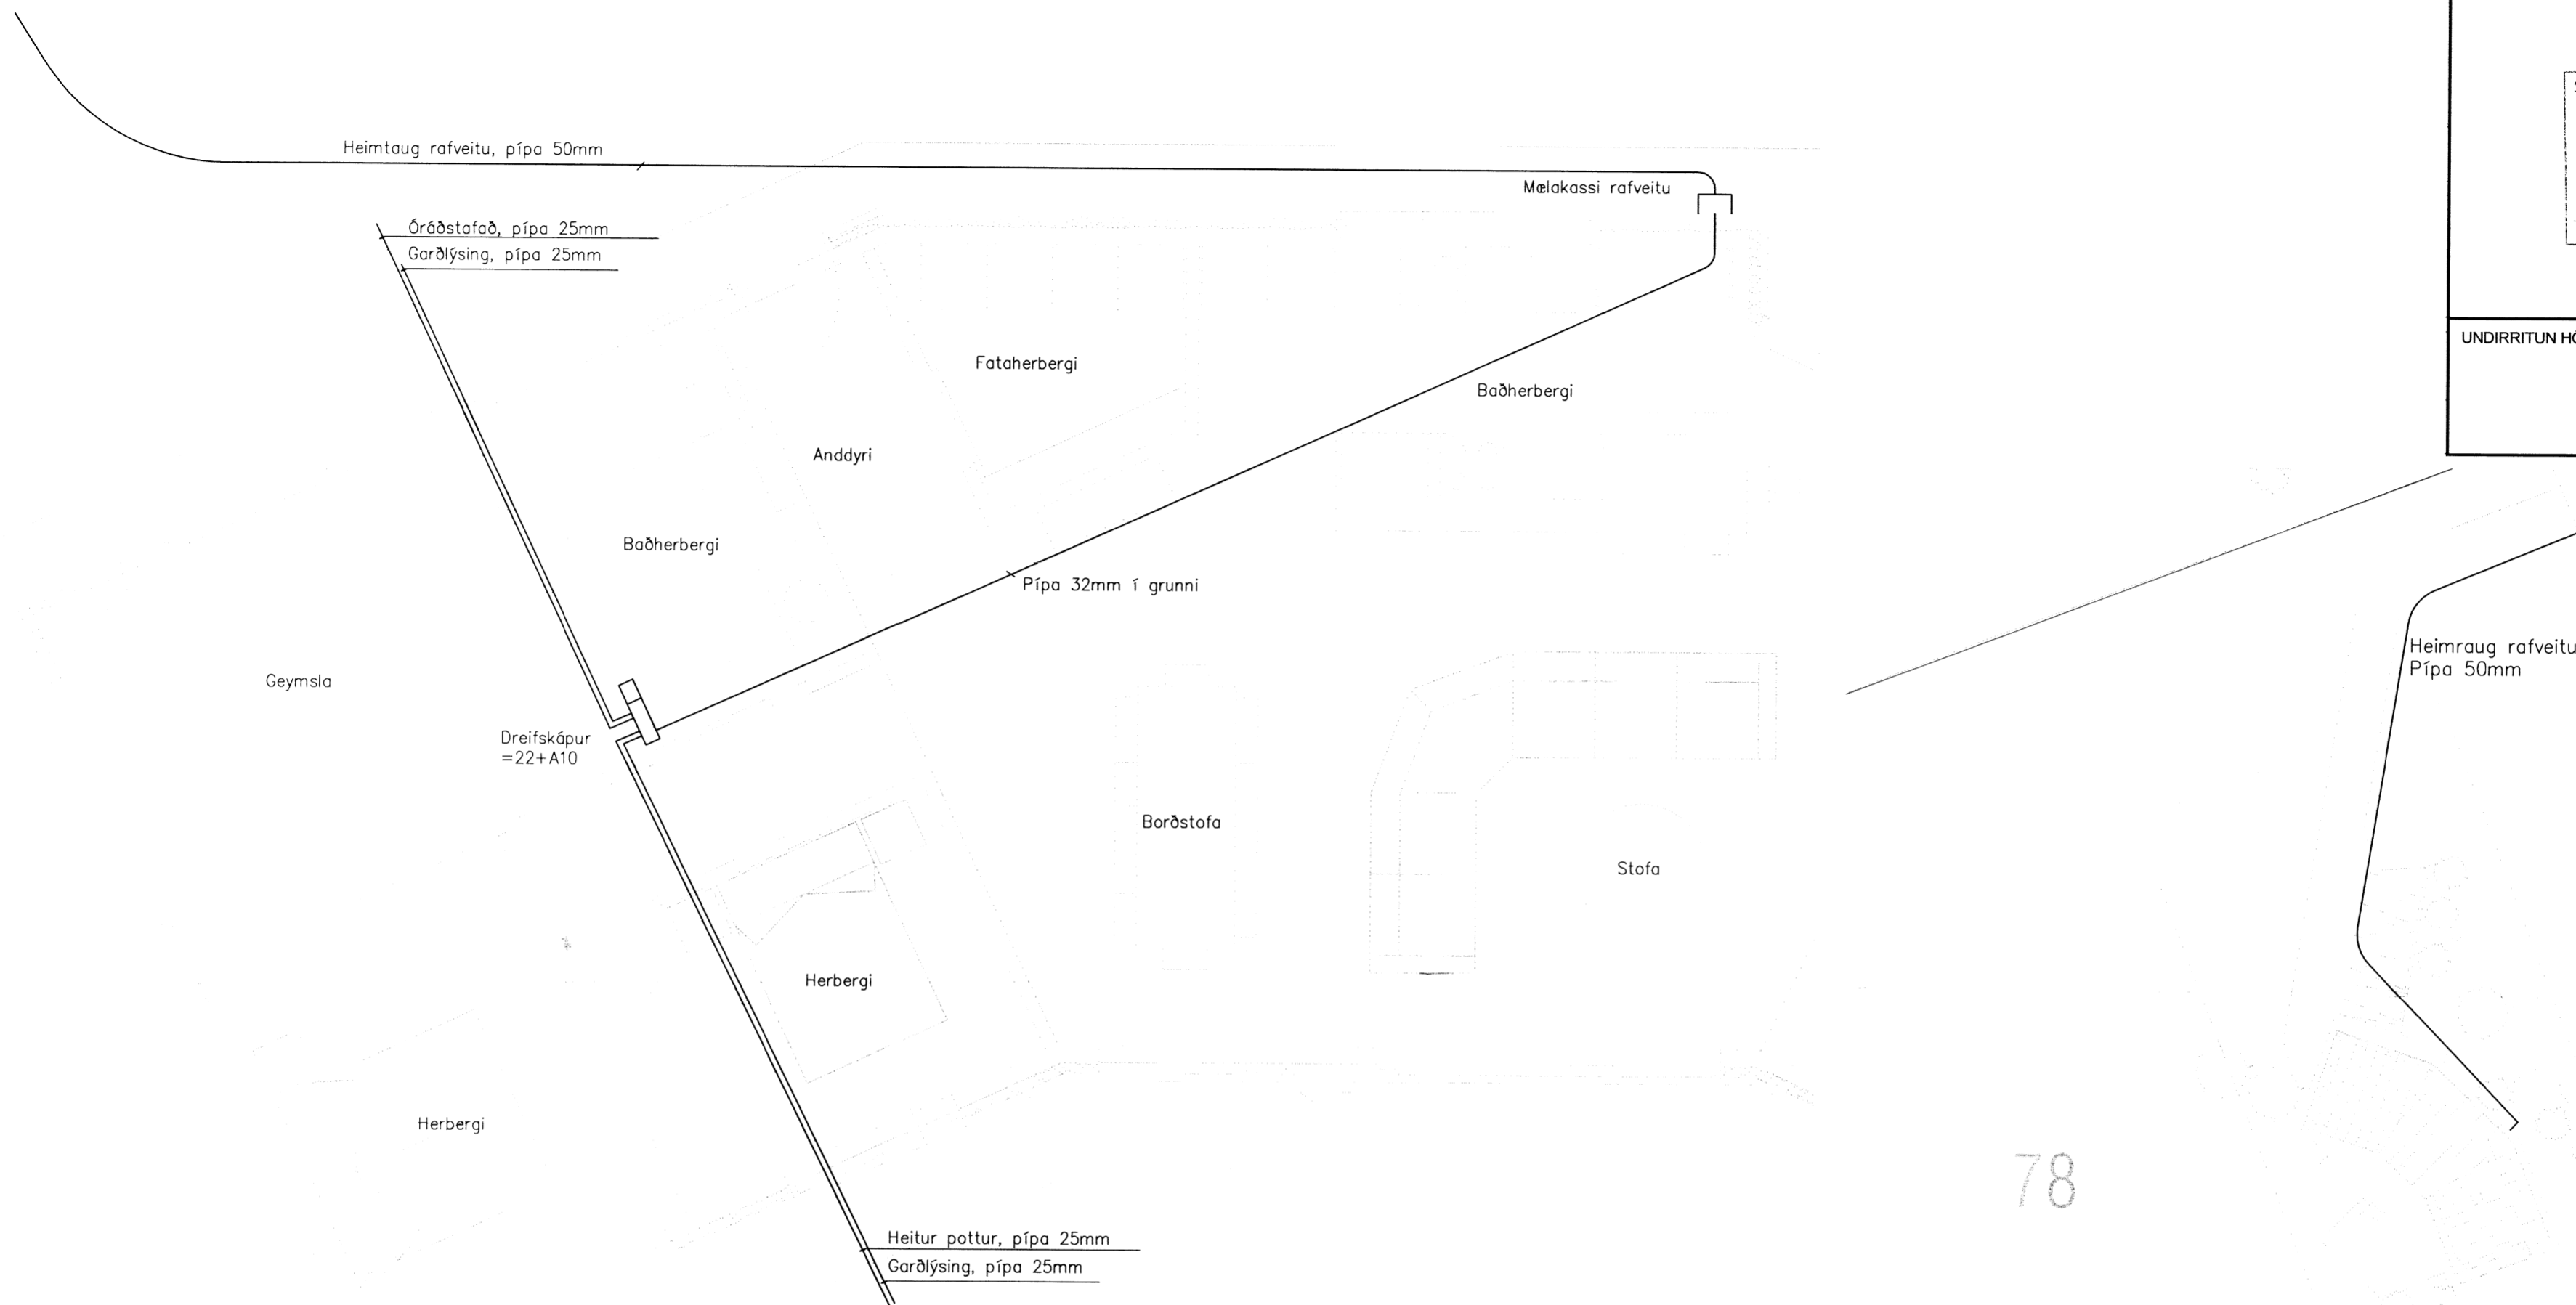 Heimtaug rafveitu, pípa 50mm
Mælakassi rafveitu
Óráðstafað, pípa 25mm
Garðlýsing, pípa 25mm
UNDIRRITUN
Fataherbergi
Baðherbergi
Anddyri
Baðherbergi
Pípa 32mm í grunni
Heimraug rafveitu
Pípa 50mm
Geymsla
Dreifskápur
=22+A10
Borðstofa
Stofa
Herbergi
Herbergi
78
Heitur pottur, pípa 25mm
Garðlýsing, pípa 25mm